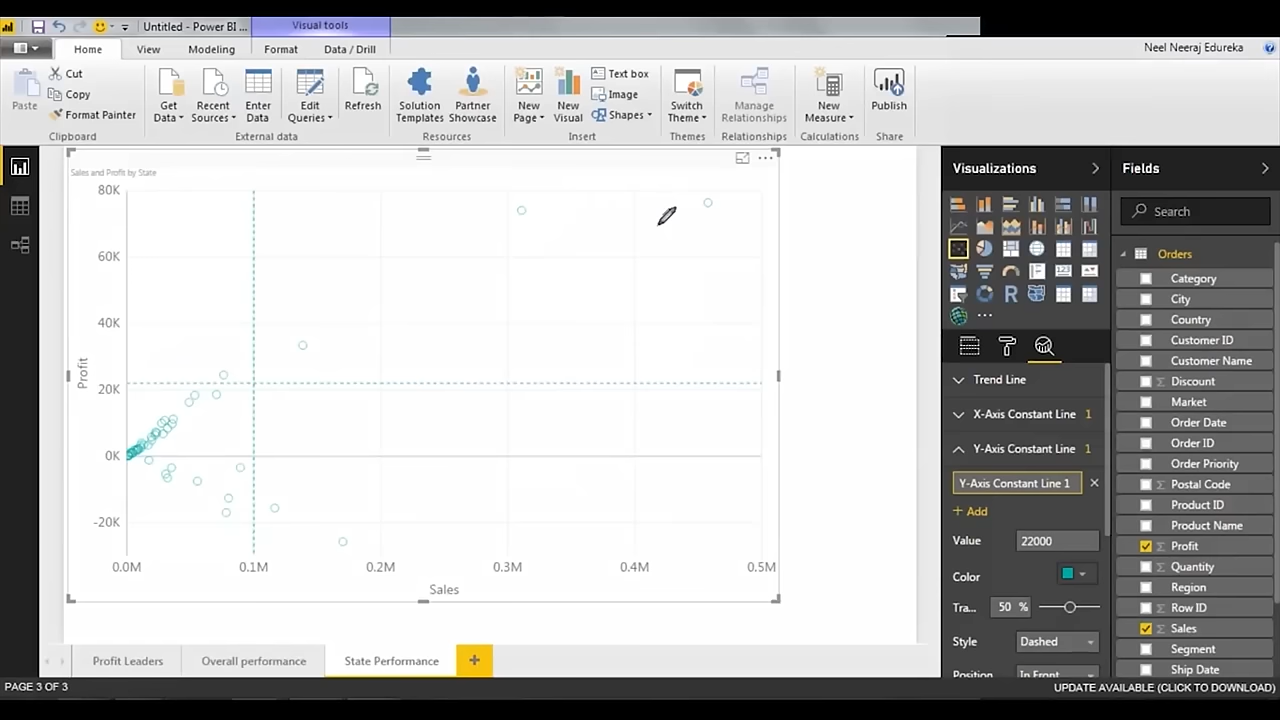 Untitled - Power BI ...
Visual tools
Home
View
Modeling
Format
Data / Drill
Neel Neeraj Edureka
Paste
Cut
Copy
Format Painter
Get Data
Recent Sources
Enter Data
Edit Queries
Refresh
Solution Templates
Partner Showcase
New Page
New Visual
Text box
Image
Shapes
Switch Theme
Manage Relationships
New Measure
Publish
Clipboard
External data
Resources
Insert
Themes
Relationships
Calculations
Share
Sales and Profit by State
80K
60K
40K
20K
0K
-20K
Profit
0.0M
0.1M
0.2M
0.3M
0.4M
0.5M
Sales
Visualizations
R
123
...
Trend Line
X-Axis Constant Line 1
Y-Axis Constant Line 1
Y-Axis Constant Line 1
+ Add
Value 22000
Color
Tra... 50 %
Style Dashed
Position In Front
Fields
Search
Orders
Category
City
Country
Customer ID
Customer Name
Σ Discount
Market
Order Date
Order ID
Order Priority
Σ Postal Code
Product ID
Product Name
Σ Profit
Σ Quantity
Region
Σ Row ID
Σ Sales
Segment
Ship Date
Profit Leaders
Overall performance
State Performance
+
PAGE 3 OF 3
UPDATE AVAILABLE (CLICK TO DOWNLOAD)